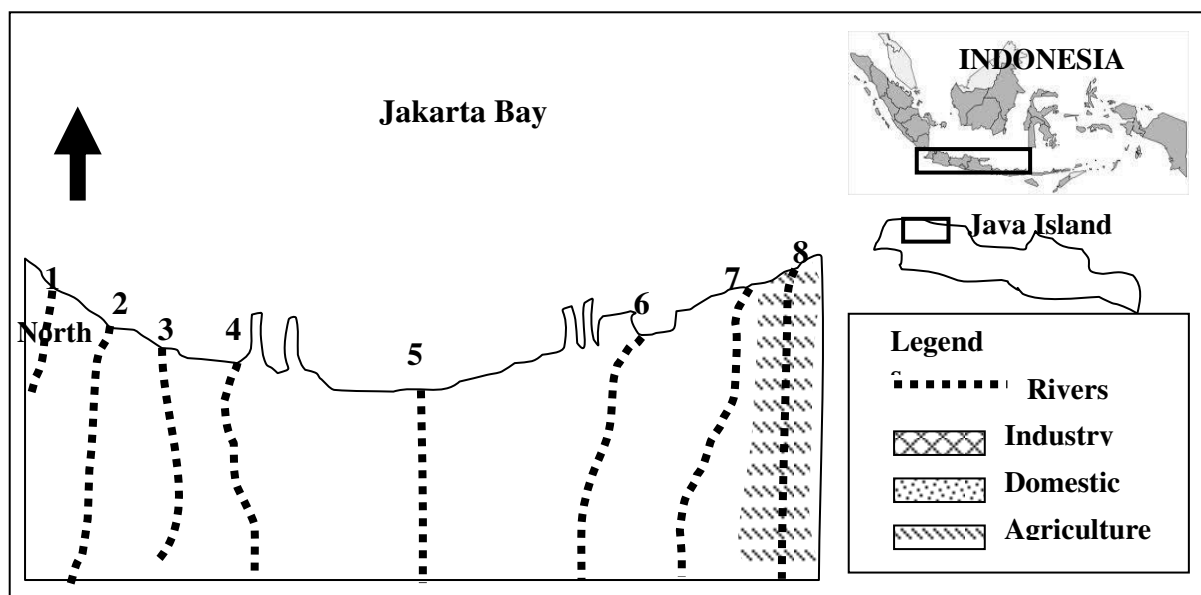 INDONESIA
Jakarta Bay
Java Island
1
2
3
4
5
6
7
8
North
Legend
Rivers
Industry
Domestic
Agriculture